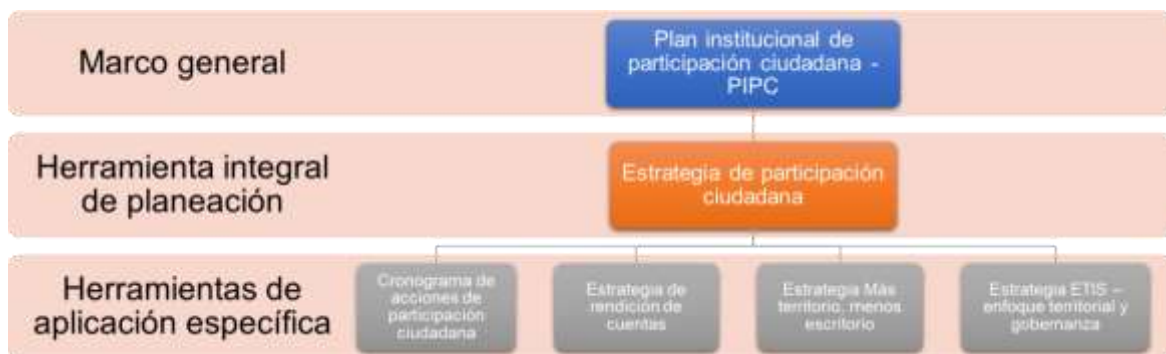 Marco general
Plan institucional de
participación ciudadana -
PIPC
Herramienta integral
de planeación
Estrategia de participación
ciudadana
Herramientas de
aplicación específica
Cronograma de
acciones de
participación
ciudadana
Estrategia de
rendición de
cuentas
Estrategia Más
territorio, menos
escritorio
Estrategia ETIS –
enfoque territorial y
gobernanza